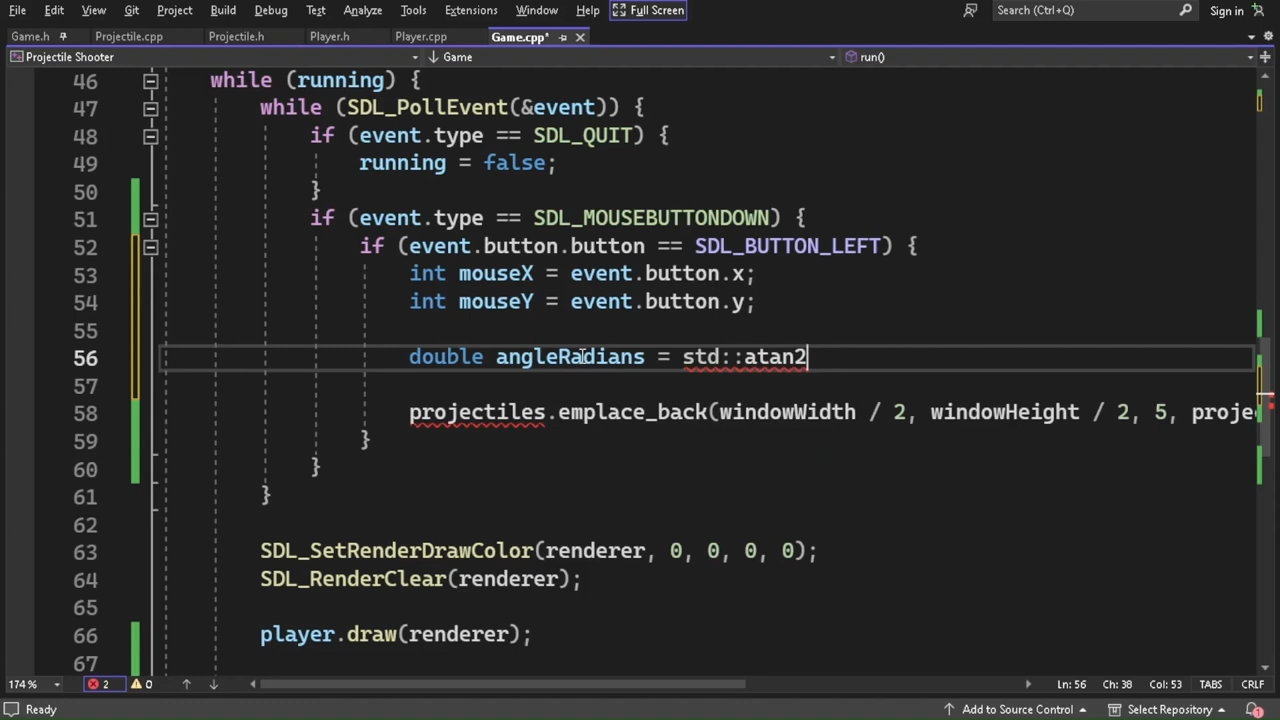 File Edit View Git Project Build Debug Test Analyze Tools Extensions Window Help Full Screen Search (Ctrl+Q) Sign in
Game.h Projectile.cpp Projectile.h Player.h Player.cpp Game.cpp*
Projectile Shooter Game run()
46 while (running) {
47 while (SDL_PollEvent(&event)) {
48 if (event.type == SDL_QUIT) {
49 running = false;
50 }
51 if (event.type == SDL_MOUSEBUTTONDOWN) {
52 if (event.button.button == SDL_BUTTON_LEFT) {
53 int mouseX = event.button.x;
54 int mouseY = event.button.y;
55
56 double angleRadians = std::atan2
57
58 projectiles.emplace_back(windowWidth / 2, windowHeight / 2, 5, proje
59 }
60 }
61 }
62
63 SDL_SetRenderDrawColor(renderer, 0, 0, 0, 0);
64 SDL_RenderClear(renderer);
65
66 player.draw(renderer);
67
174 % 2 0 Ln: 56 Ch: 38 Col: 53 TABS CRLF
Ready Add to Source Control Select Repository 1